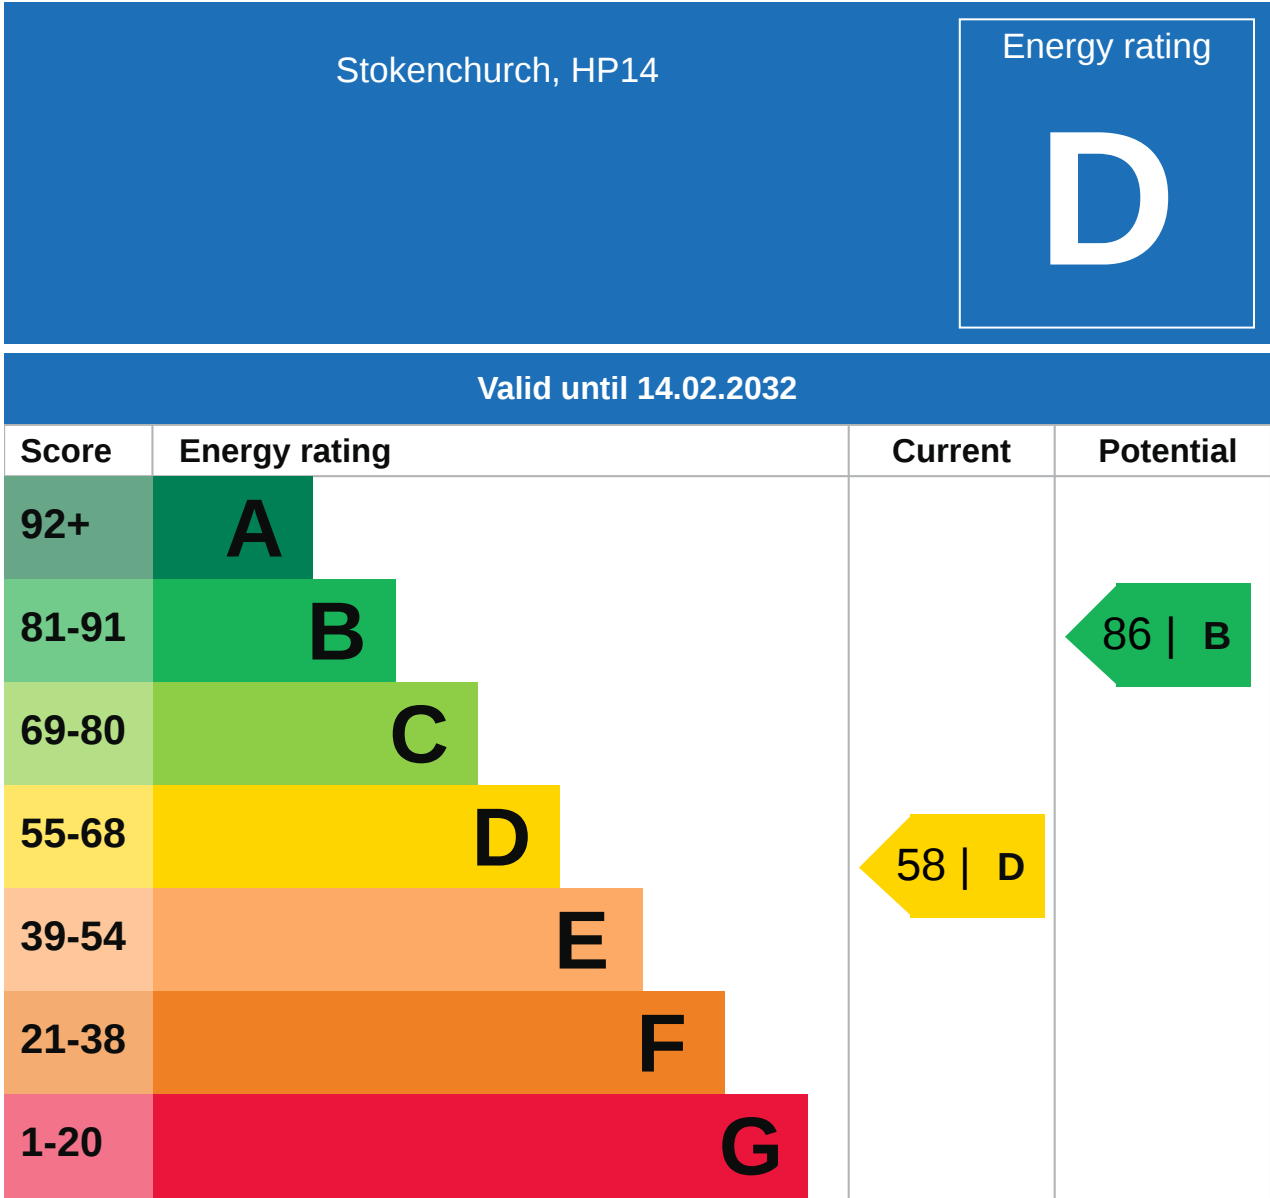 Stokenchurch, HP14
Energy rating
D
Valid until 14.02.2032
Score Energy rating Current Potential
92+ A
81-91 B 86 | B
69-80 C
55-68 D 58 | D
39-54 E
21-38 F
1-20 G